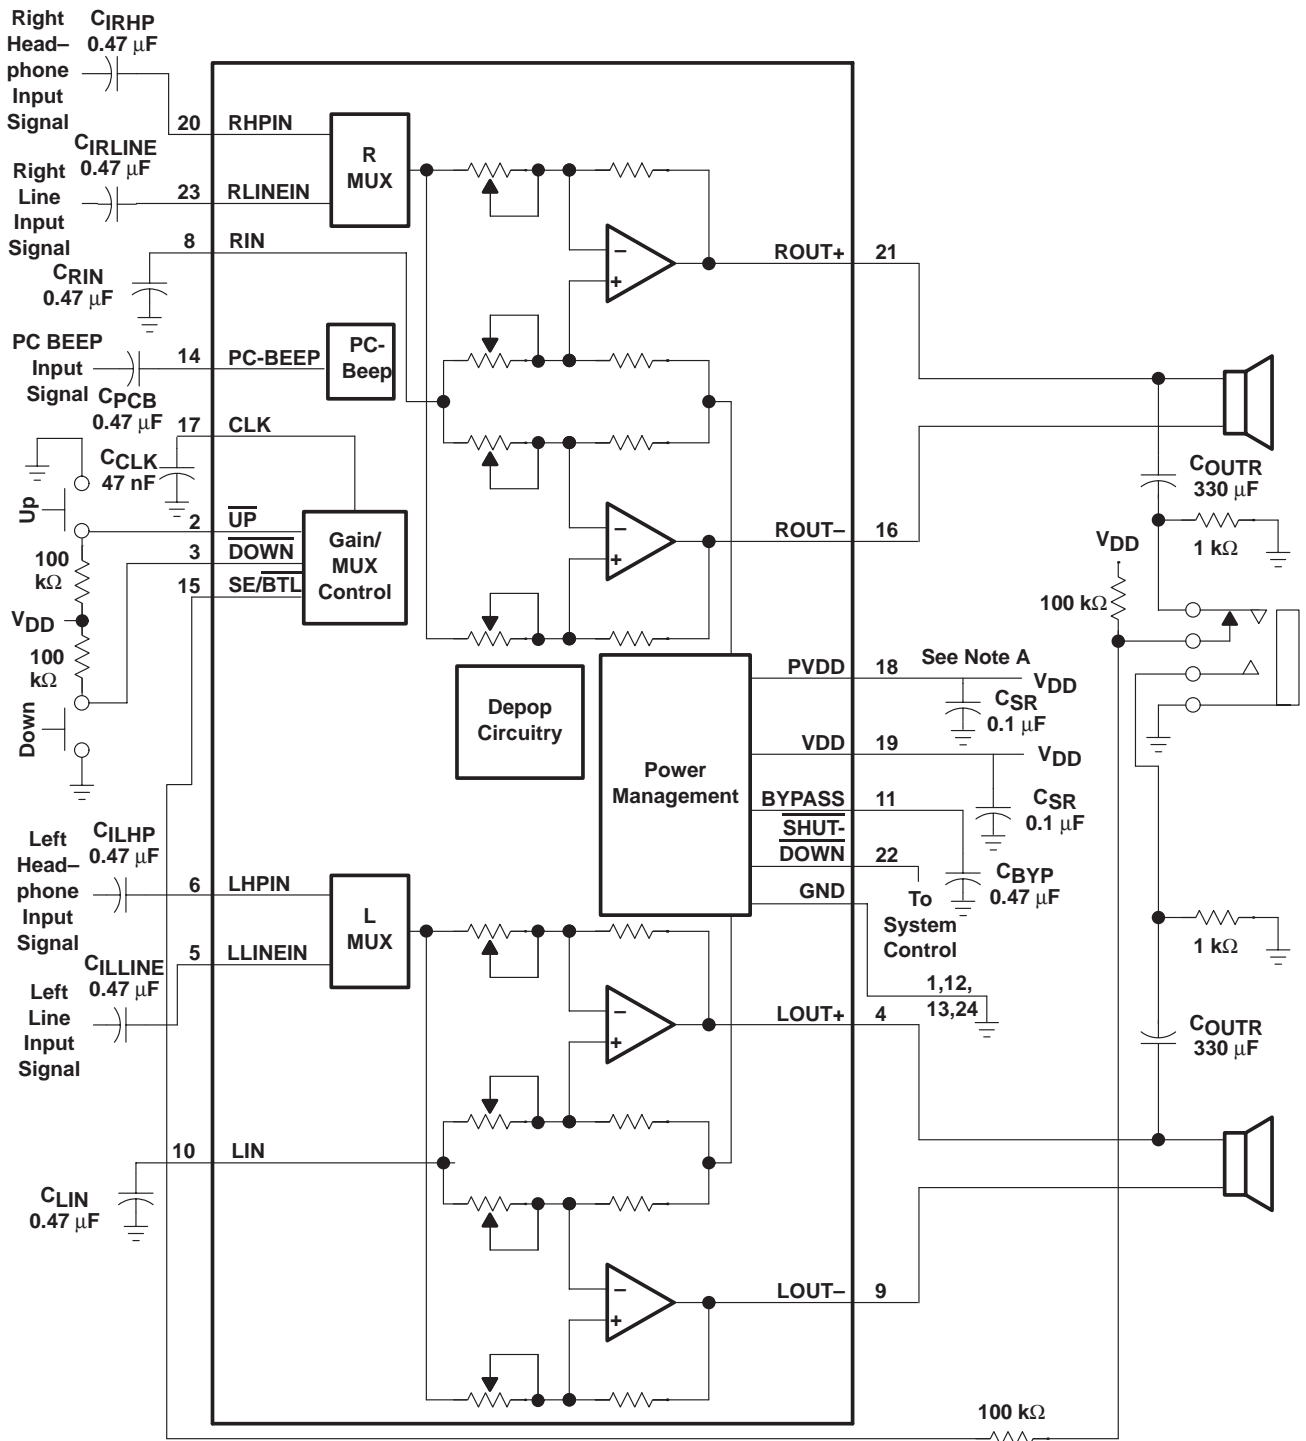 Right
Head–
phone
Input
Signal
CIRHP
0.47 μF
20
RHPIN
CIRLINE
0.47 μF
Right
Line
Input
Signal
23
RLINEIN
R
MUX
8
RIN
CRIN
0.47 μF
PC BEEP
Input
Signal
14
PC-BEEP
PC-
Beep
CPCB
0.47 μF
17
CLK
CCLK
47 nF
Up
2
UP
100
kΩ
3
DOWN
15
SE/BTL
Gain/
MUX
Control
VDD
100
kΩ
Down
ROUT+
21
ROUT–
16
COUTR
330 μF
1 kΩ
VDD
100 kΩ
Depop
Circuitry
Power
Management
PVDD
18
See Note A
VDD
CSR
0.1 μF
VDD
19
VDD
CSR
0.1 μF
BYPASS
11
CBYP
0.47 μF
SHUT-
DOWN
22
To
System
Control
GND
1,12,
13,24
Left
Head–
phone
Input
Signal
CILHP
0.47 μF
6
LHPIN
L
MUX
CILLINE
0.47 μF
5
LLINEIN
Left
Line
Input
Signal
LOUT+
4
1 kΩ
COUTR
330 μF
10
LIN
CLIN
0.47 μF
LOUT–
9
100 kΩ
– + – + – + – +